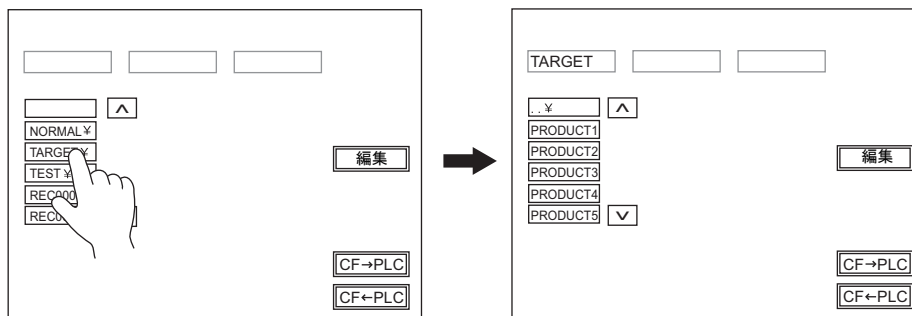 NORMAL¥
TARGET¥
TEST¥
REC000
REC0
編集
CF→PLC
CF←PLC
TARGET
..¥
PRODUCT1
PRODUCT2
PRODUCT3
PRODUCT4
PRODUCT5
編集
CF→PLC
CF←PLC